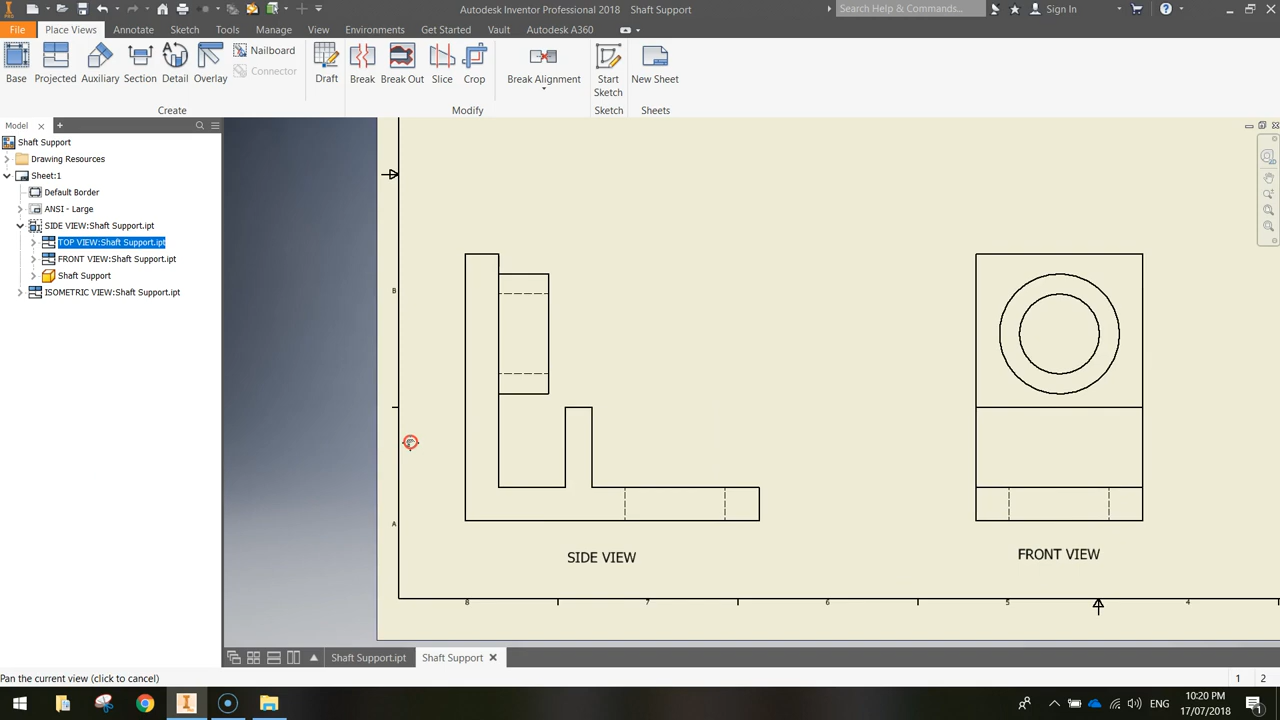 PRO
Autodesk Inventor Professional 2018 Shaft Support
Search Help & Commands...
Sign In
File
Place Views
Annotate
Sketch
Tools
Manage
View
Environments
Get Started
Vault
Autodesk A360
Base
Projected
Auxiliary
Section
Detail
Overlay
Nailboard
Connector
Draft
Break
Break Out
Slice
Crop
Break Alignment
Start
Sketch
New Sheet
Create
Modify
Sketch
Sheets
Model
Shaft Support
Drawing Resources
Sheet:1
Default Border
ANSI - Large
SIDE VIEW:Shaft Support.ipt
TOP VIEW:Shaft Support.ipt
FRONT VIEW:Shaft Support.ipt
Shaft Support
ISOMETRIC VIEW:Shaft Support.ipt
B
A
SIDE VIEW
FRONT VIEW
8
7
6
5
4
Shaft Support.ipt
Shaft Support
Pan the current view (click to cancel)
1
2
ENG
10:20 PM
17/07/2018
1